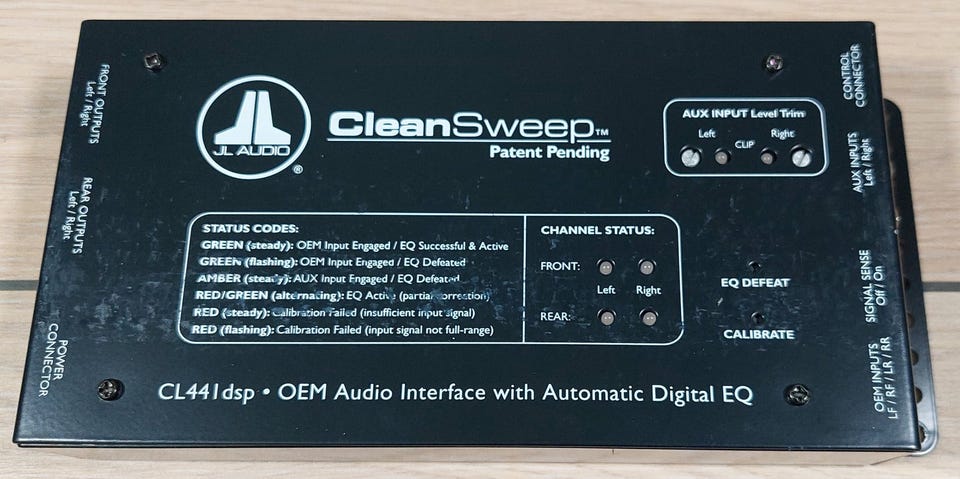 FRONT OUTPUTS
Left / Right
REAR OUTPUTS
Left / Right
POWER
CONNECTOR
JL AUDIO
®
CleanSweep™
Patent Pending
AUX INPUT Level Trim
Left Right
CLIP
STATUS CODES:
GREEN (steady): OEM Input Engaged / EQ Successful & Active
GREEN (flashing): OEM Input Engaged / EQ Defeated
AMBER (steady): AUX Input Engaged / EQ Defeated
RED/GREEN (alternating): EQ Active (partial correction)
RED (steady): Calibration Failed (insufficient input signal)
RED (flashing): Calibration Failed (input signal not full-range)
CHANNEL STATUS:
FRONT:
Left Right
REAR:
EQ DEFEAT
CALIBRATE
CONTROL
CONNECTOR
AUX INPUTS
Left / Right
SIGNAL SENSE
Off / On
OEM INPUTS
LF / RF / LR / RR
CL441dsp • OEM Audio Interface with Automatic Digital EQ